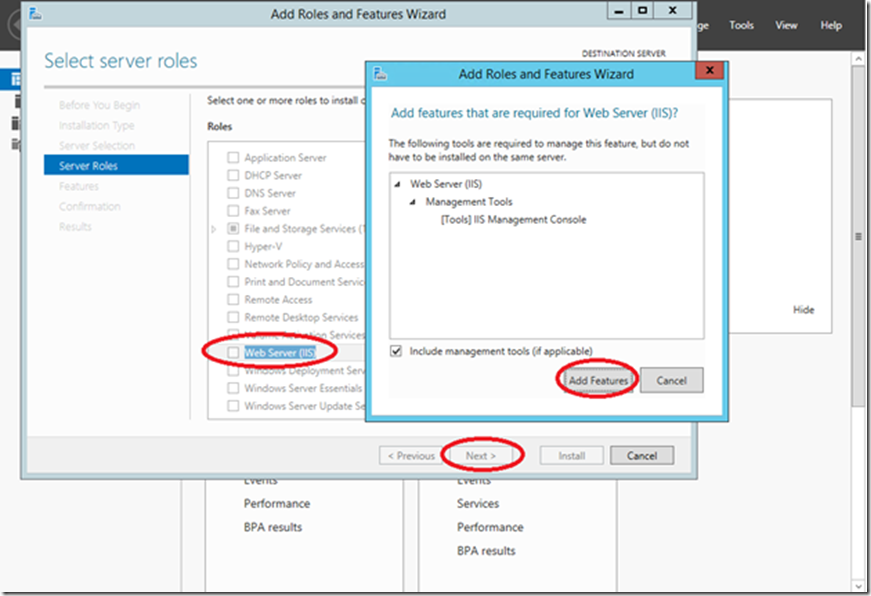 Add Roles and Features Wizard
Tools
View
Help
Select server roles
DESTINATION SERVER
Before You Begin
Installation Type
Server Selection
Server Roles
Features
Confirmation
Results
Select one or more roles to install
Roles
Application Server
DHCP Server
DNS Server
Fax Server
File and Storage Services
Hyper-V
Network Policy and Access
Print and Document
Remote Access
Remote Desktop Services
Services
Web Server (IIS)
Windows Deployment
Windows Server Essentials
Windows Server Update
Add Roles and Features Wizard
Add features that are required for Web Server (IIS)?
The following tools are required to manage this feature, but do not
have to be installed on the same server.
Web Server (IIS)
Management Tools
[Tools] IIS Management Console
Include management tools (if applicable)
Add Features
Cancel
Hide
< Previous
Next >
Install
Cancel
Events
Performance
BPA results
Events
Services
Performance
BPA results